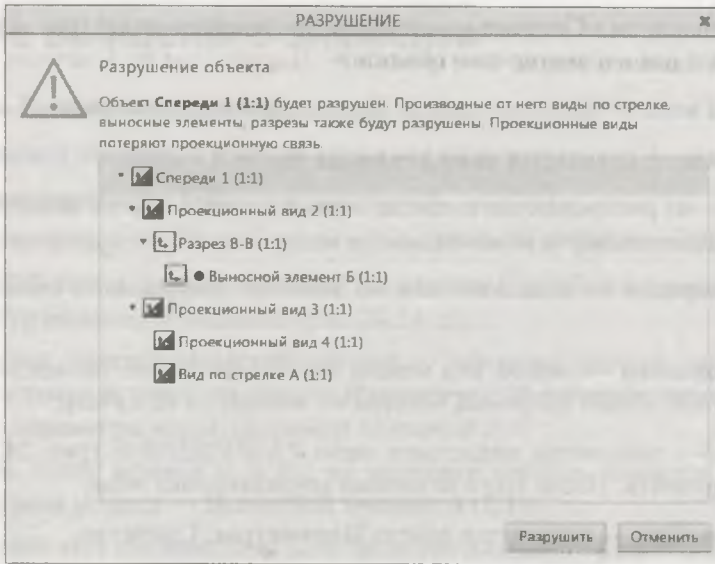 РАЗРУШЕНИЕ
Разрушение объекта
Объект Спереди 1 (1:1) будет разрушен. Производные от него виды по стрелке,
выносные элементы, разрезы также будут разрушены. Проекционные виды
потеряют проекционную связь.
Спереди 1 (1:1)
Проекционный вид 2 (1:1)
Разрез В-В (1:1)
Выносной элемент Б (1:1)
Проекционный вид 3 (1:1)
Проекционный вид 4 (1:1)
Вид по стрелке А (1:1)
Разрушить Отменить